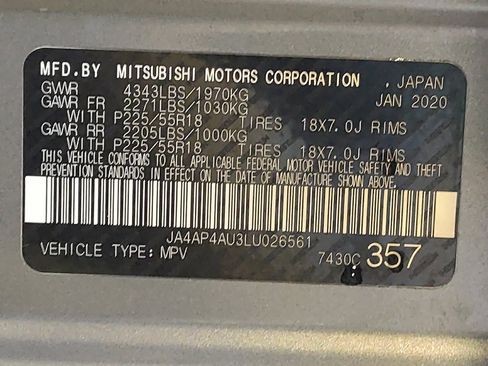 MFD.BY MITSUBISHI MOTORS CORPORATION , JAPAN
GVWR 4343LBS/1970KG JAN 2020
GAWR FR 2271LBS/1030KG
WITH P225/55R18 TIRES 18X7.0J RIMS
GAWR RR 2205LBS/1000KG
WITH P225/55R18 TIRES 18X7.0J RIMS
THIS VEHICLE CONFORMS TO ALL APPLICABLE FEDERAL MOTOR VEHICLE SAFETY AND THEFT
PREVENTION STANDARDS IN EFFECT ON THE DATE OF MANUFACTURE SHOWN ABOVE.
JA4AP4AU3LU026561
VEHICLE TYPE: MPV 7430C 357